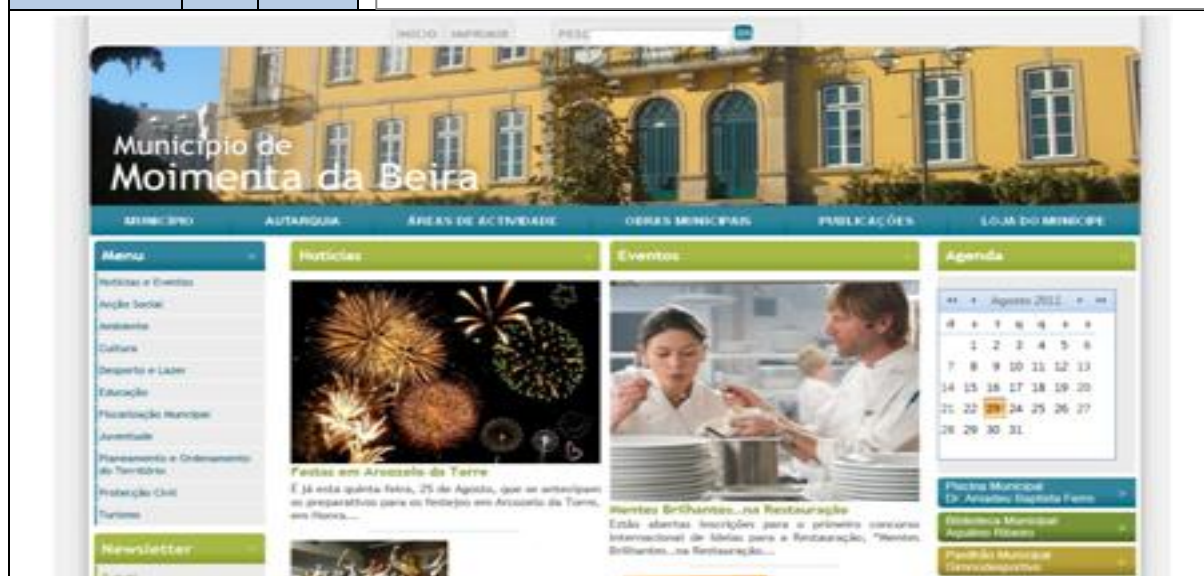 INÍCIO IMPRIMIR PESQ
Município de
Moimenta da Beira
MUNICÍPIO AUTARQUIA ÁREAS DE ACTIVIDADE OBRAS MUNICIPAIS PUBLICAÇÕES LOJA DO MUNÍCIPE
Menu
Notícias e Eventos
Acção Social
Ambiente
Cultura
Desporto e Lazer
Educação
Fiscalização Municipal
Juventude
Planeamento e Ordenamento
do Território
Protecção Civil
Turismo
Newsletter
Notícias
Festas em Arcozelo da Torre
É já esta quinta feira, 25 de Agosto, que se antecipam
os preparativos para os festejos em Arcozelo da Torre,
em Honra...
Eventos
Mentes Brilhantes...na Restauração
Estão abertas inscrições para o primeiro concurso
Internacional de Ideias para a Restauração, "Mentes
Brilhantes...na Restauração...
Agenda
Agosto 2011
d s t q q s s
1 2 3 4 5 6
7 8 9 10 11 12 13
14 15 16 17 18 19 20
21 22 23 24 25 26 27
28 29 30 31
Piscina Municipal
Dr. Amadeu Baptista Ferro
Biblioteca Municipal
Aquilino Ribeiro
Pavilhão Municipal
Gimnodesportivo